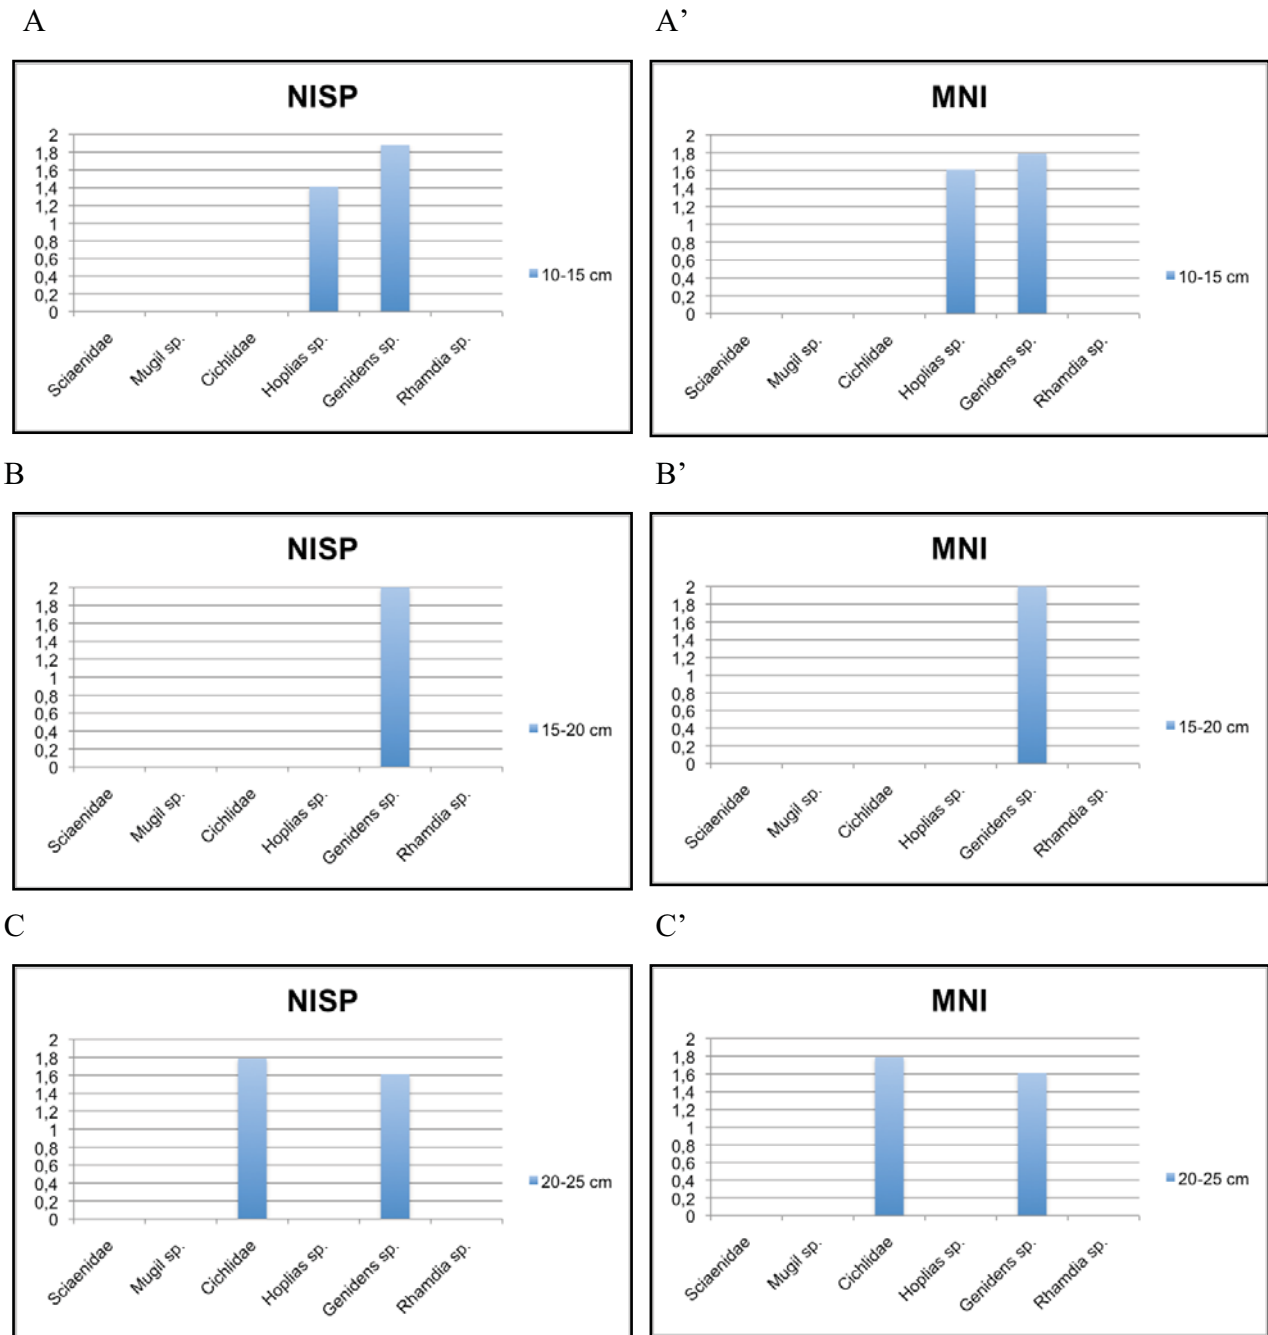 A
A’
NISP
2
1,8
1,6
1,4
1,2
1
0,8
0,6
0,4
0,2
0
10-15 cm
Sciaenidae
Mugil sp.
Cichlidae
Hoplias sp.
Genidens sp.
Rhamdia sp.
MNI
2
1,8
1,6
1,4
1,2
1
0,8
0,6
0,4
0,2
0
10-15 cm
Sciaenidae
Mugil sp.
Cichlidae
Hoplias sp.
Genidens sp.
Rhamdia sp.
B
B’
NISP
2
1,8
1,6
1,4
1,2
1
0,8
0,6
0,4
0,2
0
15-20 cm
Sciaenidae
Mugil sp.
Cichlidae
Hoplias sp.
Genidens sp.
Rhamdia sp.
MNI
2
1,8
1,6
1,4
1,2
1
0,8
0,6
0,4
0,2
0
15-20 cm
Sciaenidae
Mugil sp.
Cichlidae
Hoplias sp.
Genidens sp.
Rhamdia sp.
C
C’
NISP
2
1,8
1,6
1,4
1,2
1
0,8
0,6
0,4
0,2
0
20-25 cm
Sciaenidae
Mugil sp.
Cichlidae
Hoplias sp.
Genidens sp.
Rhamdia sp.
MNI
2
1,8
1,6
1,4
1,2
1
0,8
0,6
0,4
0,2
0
20-25 cm
Sciaenidae
Mugil sp.
Cichlidae
Hoplias sp.
Genidens sp.
Rhamdia sp.